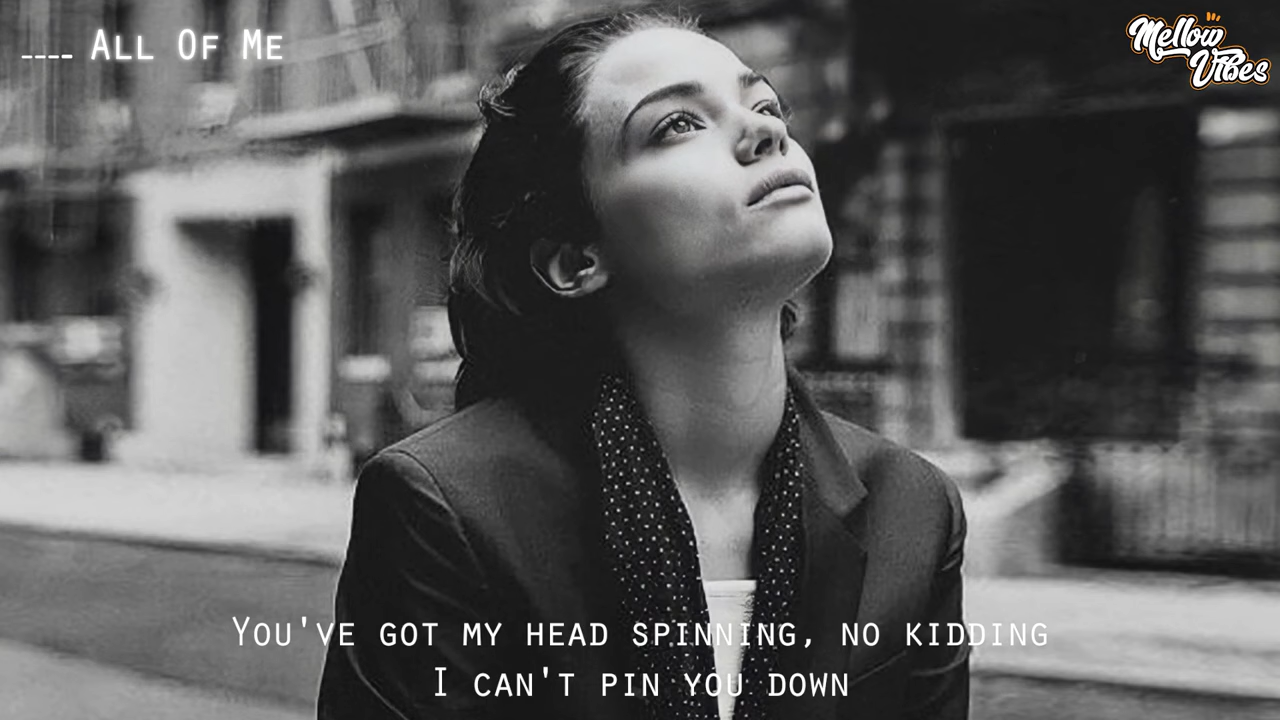 ---- All Of Me
Mellow
Vibes
You've got my head spinning, no kidding
I can't pin you down